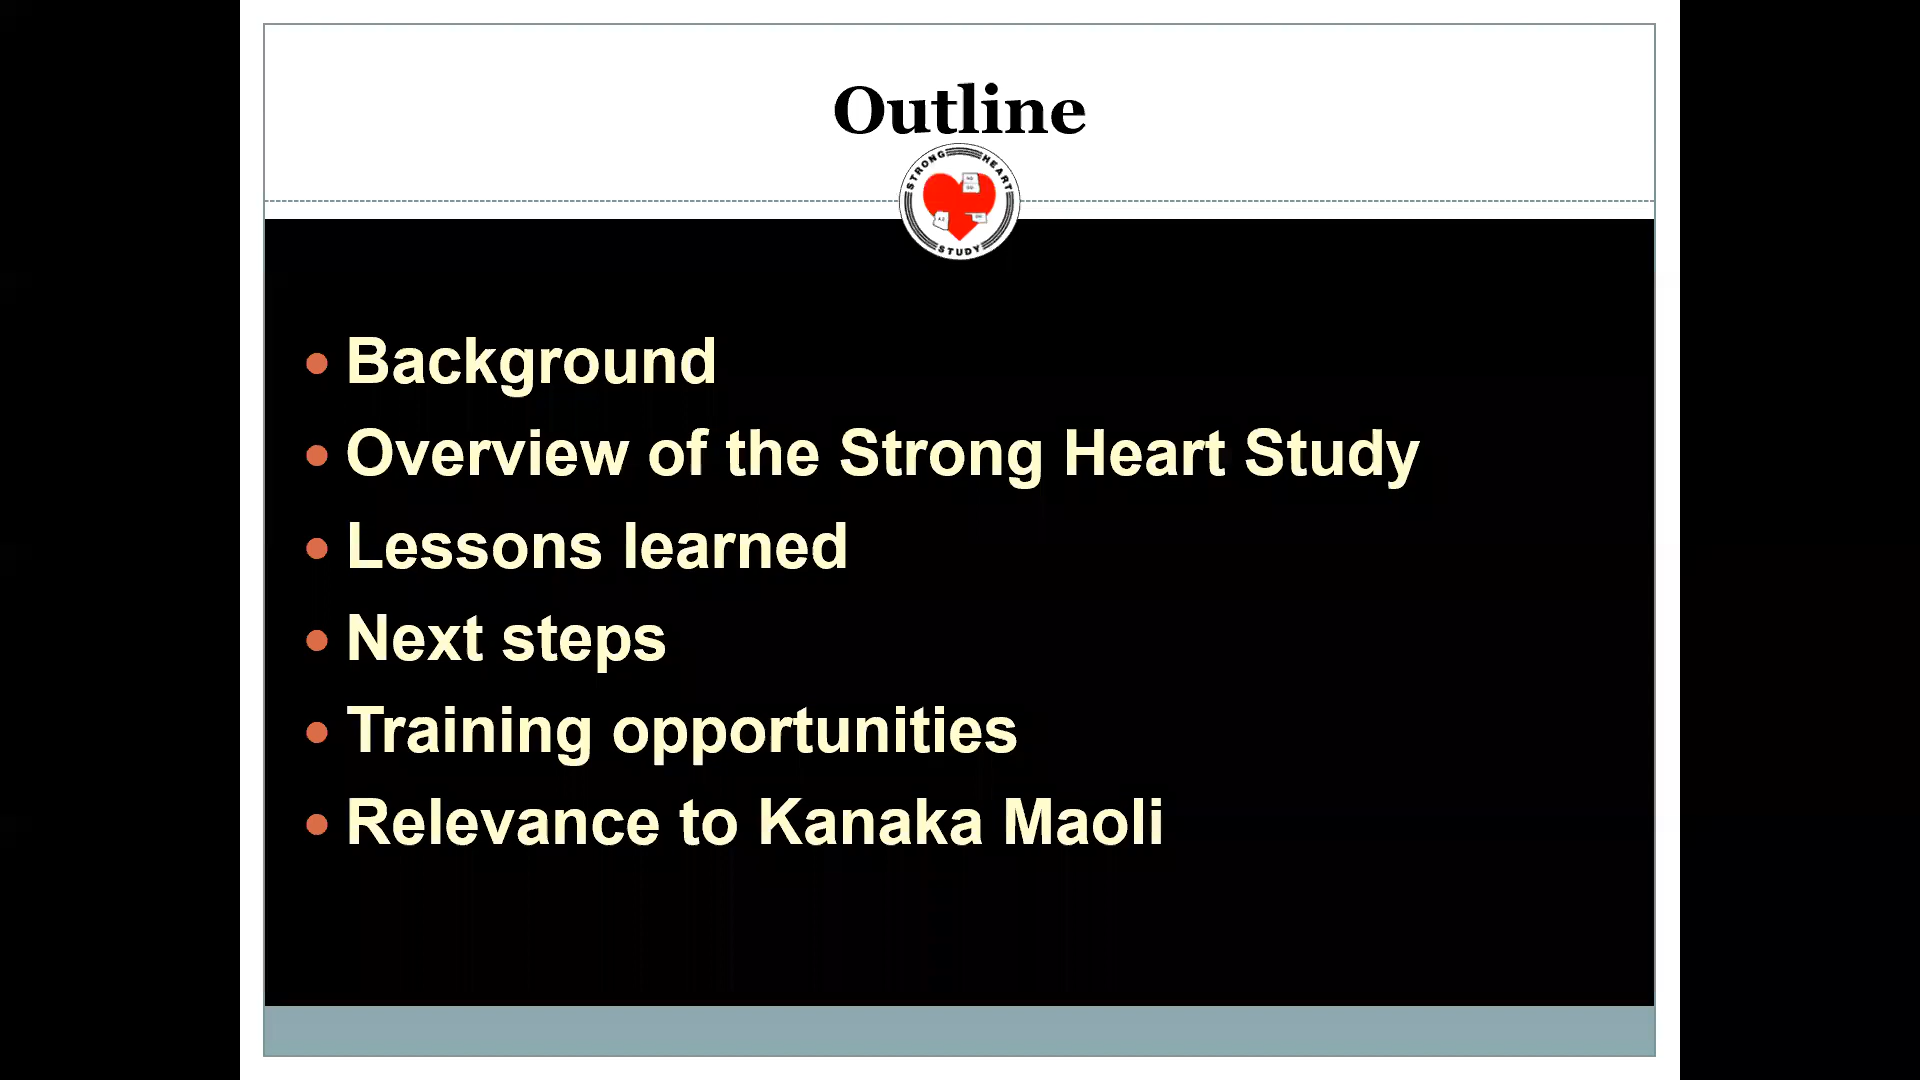 Outline
STRONG HEART
STUDY
• Background
• Overview of the Strong Heart Study
• Lessons learned
• Next steps
• Training opportunities
• Relevance to Kanaka Maoli